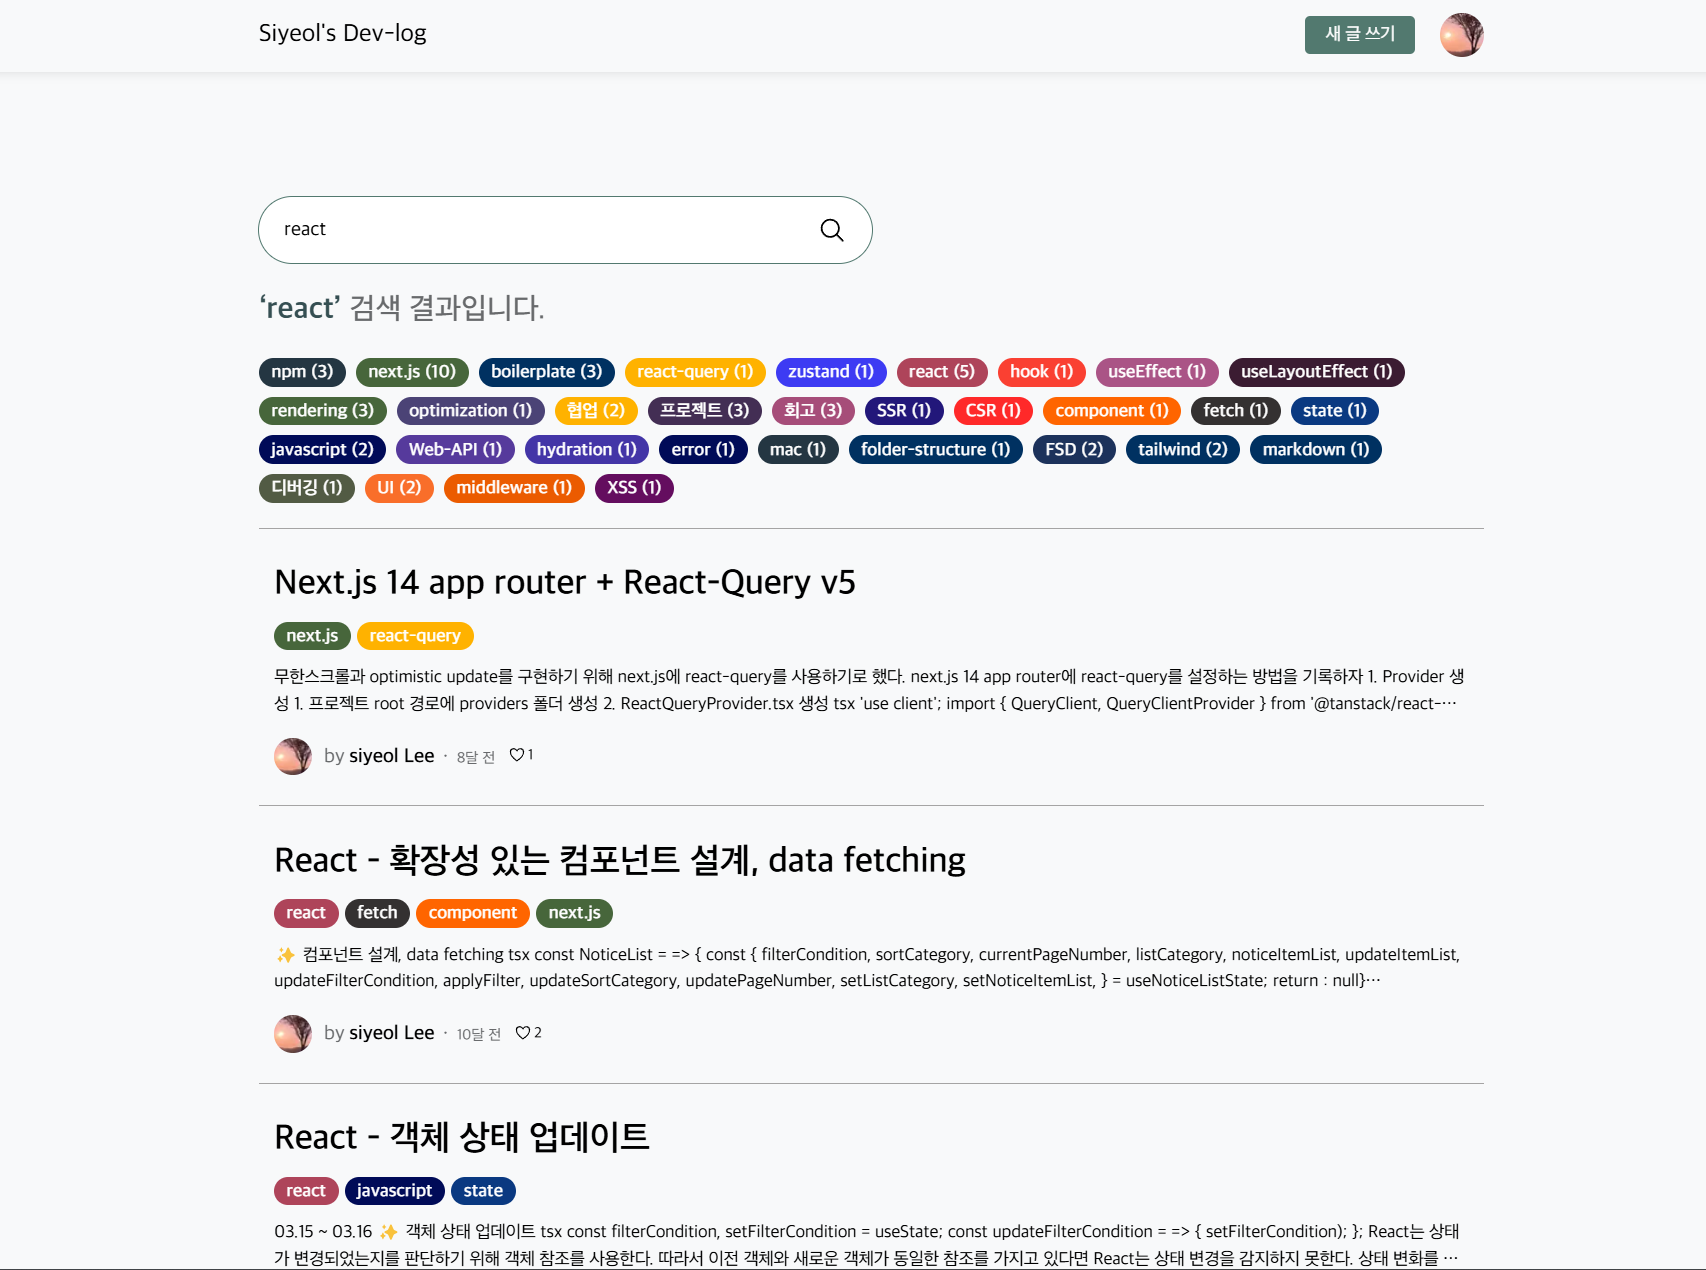 Siyeol's Dev-log
새 글 쓰기
react
‘react’ 검색 결과입니다.
npm (3) next.js (10) boilerplate (3) react-query (1) zustand (1) react (5) hook (1) useEffect (1) useLayoutEffect (1)
rendering (3) optimization (1) 협업 (2) 프로젝트 (3) 회고 (3) SSR (1) CSR (1) component (1) fetch (1) state (1)
javascript (2) Web-API (1) hydration (1) error (1) mac (1) folder-structure (1) FSD (2) tailwind (2) markdown (1)
디버깅 (1) UI (2) middleware (1) XSS (1)
Next.js 14 app router + React-Query v5
next.js react-query
무한스크롤과 optimistic update를 구현하기 위해 next.js에 react-query를 사용하기로 했다. next.js 14 app router에 react-query를 설정하는 방법을 기록하자 1. Provider 생
성 1. 프로젝트 root 경로에 providers 폴더 생성 2. ReactQueryProvider.tsx 생성 tsx 'use client'; import { QueryClient, QueryClientProvider } from '@tanstack/react-…
by siyeol Lee · 8달 전 1
React - 확장성 있는 컴포넌트 설계, data fetching
react fetch component next.js
✨ 컴포넌트 설계, data fetching tsx const NoticeList = => { const { filterCondition, sortCategory, currentPageNumber, listCategory, noticeItemList, updateItemList,
updateFilterCondition, applyFilter, updateSortCategory, updatePageNumber, setListCategory, setNoticeItemList, } = useNoticeListState; return : null}…
by siyeol Lee · 10달 전 2
React - 객체 상태 업데이트
react javascript state
03.15 ~ 03.16 ✨ 객체 상태 업데이트 tsx const filterCondition, setFilterCondition = useState; const updateFilterCondition = => { setFilterCondition); }; React는 상태
가 변경되었는지를 판단하기 위해 객체 참조를 사용한다. 따라서 이전 객체와 새로운 객체가 동일한 참조를 가지고 있다면 React는 상태 변경을 감지하지 못한다. 상태 변화를 …